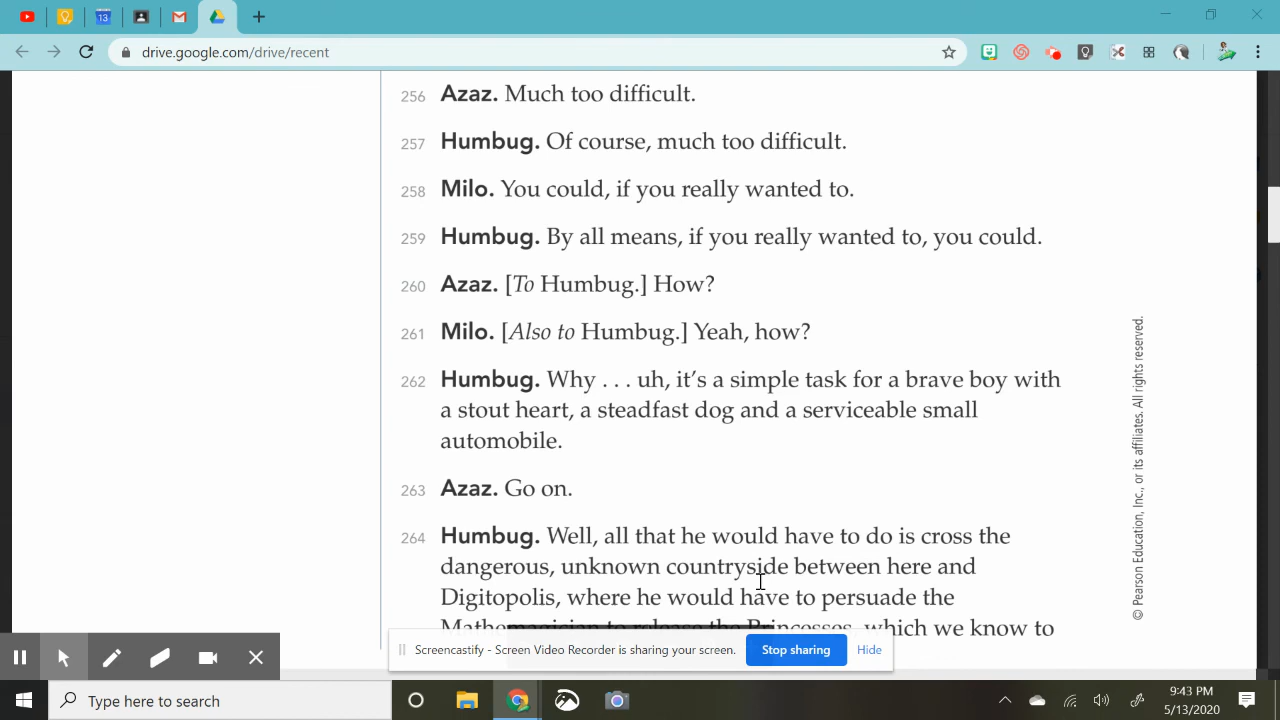 13
drive.google.com/drive/recent
256 Azaz. Much too difficult.
257 Humbug. Of course, much too difficult.
258 Milo. You could, if you really wanted to.
259 Humbug. By all means, if you really wanted to, you could.
260 Azaz. [To Humbug.] How?
261 Milo. [Also to Humbug.] Yeah, how?
262 Humbug. Why . . . uh, it's a simple task for a brave boy with
a stout heart, a steadfast dog and a serviceable small
automobile.
263 Azaz. Go on.
264 Humbug. Well, all that he would have to do is cross the
dangerous, unknown countryside between here and
Digitopolis, where he would have to persuade the
Mathemagician to release the Princesses, which we know to
© Pearson Education, Inc., or its affiliates. All rights reserved.
Screencastify - Screen Video Recorder is sharing your screen.
Stop sharing
Hide
Type here to search
9:43 PM
5/13/2020